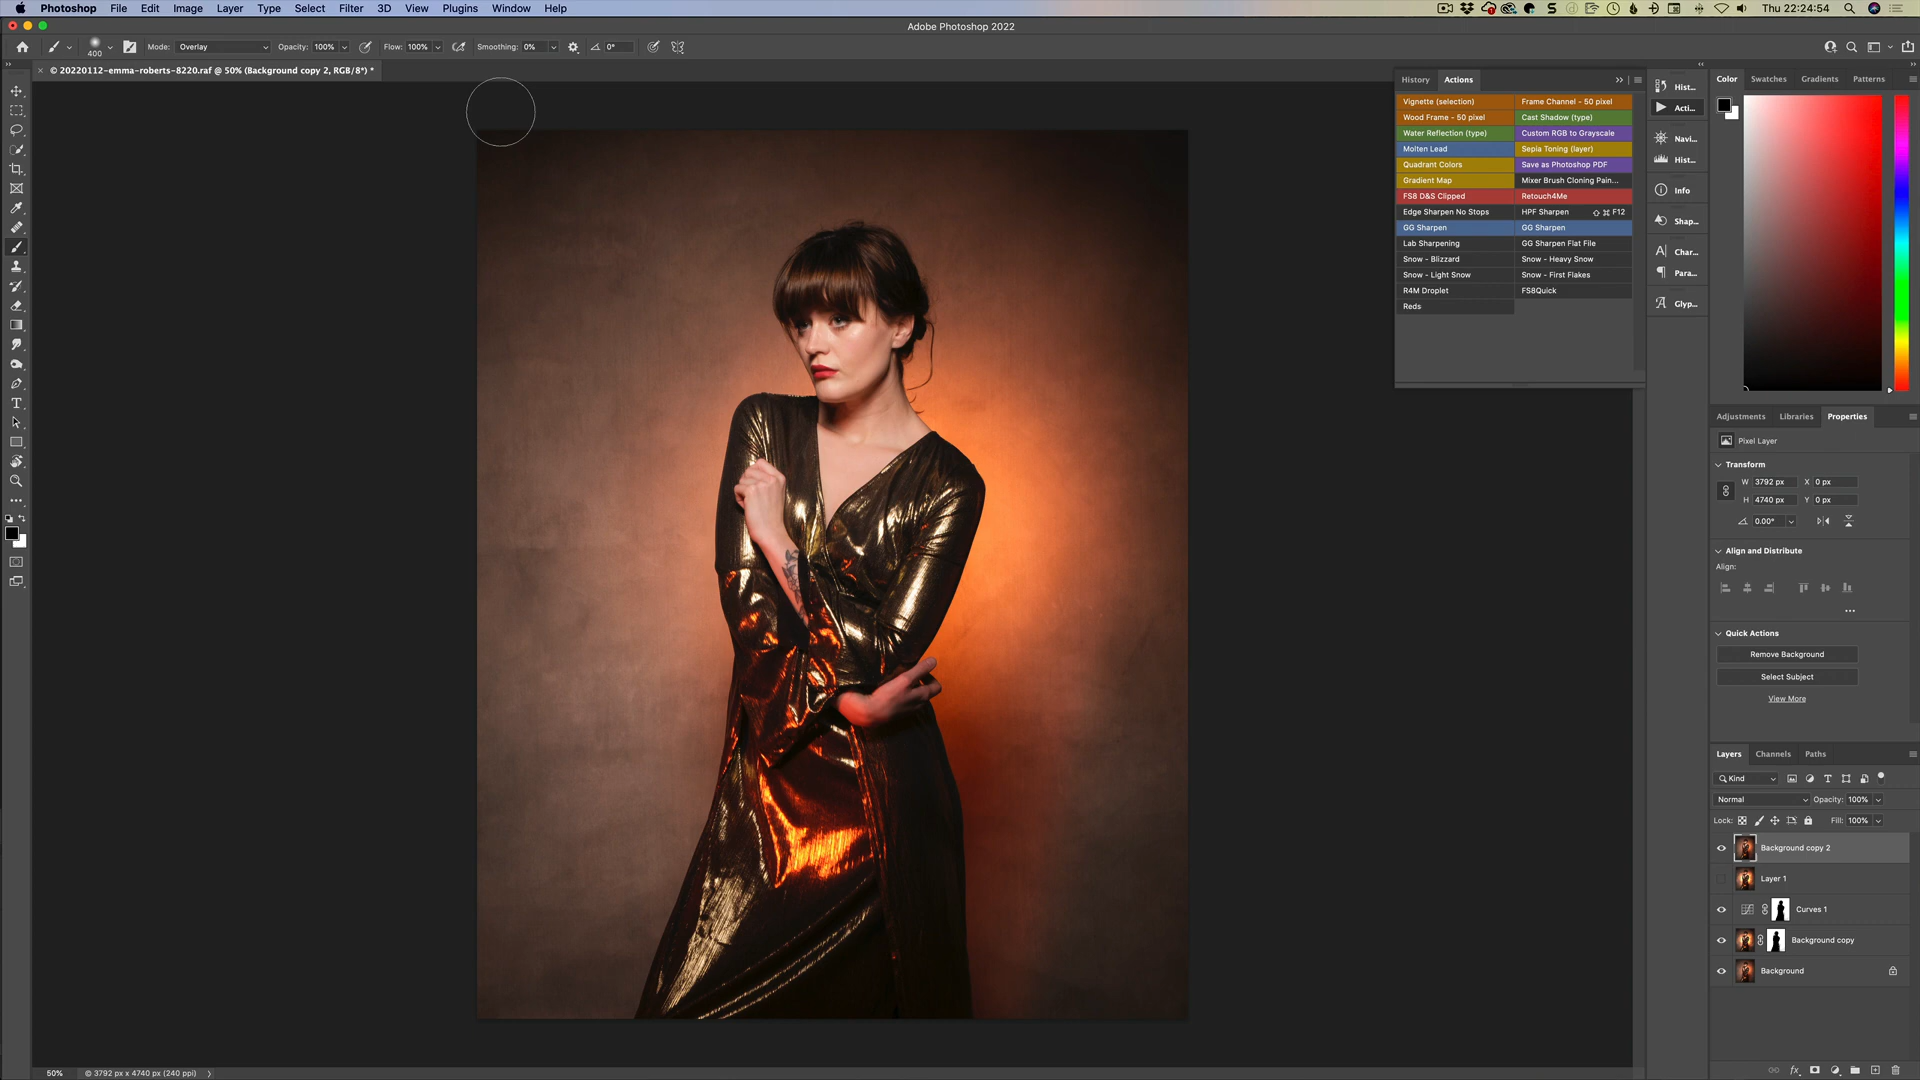 Photoshop File Edit Image Layer Type Select Filter 3D View Plugins Window Help Thu 22:24:54
Adobe Photoshop 2022
400 Mode: Overlay Opacity: 100% Flow: 100% Smoothing: 0% 0°
× © 20220112-emma-roberts-8220.raf @ 50% (Background copy 2, RGB/8*) *
History Actions
Vignette (selection) Frame Channel - 50 pixel
Wood Frame - 50 pixel Cast Shadow (type)
Water Reflection (type) Custom RGB to Grayscale
Molten Lead Sepia Toning (layer)
Quadrant Colors Save as Photoshop PDF
Gradient Map Mixer Brush Cloning Pain...
FS8 D&S Clipped Retouch4Me
Edge Sharpen No Stops HPF Sharpen ⇧ ⌘ F12
GG Sharpen GG Sharpen
Lab Sharpening GG Sharpen Flat File
Snow - Blizzard Snow - Heavy Snow
Snow - Light Snow Snow - First Flakes
R4M Droplet FS8Quick
Reds
Hist...
Acti...
Navi...
Hist...
Info
Shap...
Char...
Para...
Glyp...
Color Swatches Gradients Patterns
Adjustments Libraries Properties
Pixel Layer
Transform
W 3792 px X 0 px
H 4740 px Y 0 px
0.00°
Align and Distribute
Align:
Quick Actions
Remove Background
Select Subject
View More
Layers Channels Paths
Kind
Normal Opacity: 100%
Lock: Fill: 100%
Background copy 2
Layer 1
Curves 1
Background copy
Background
50% © 3792 px x 4740 px (240 ppi)